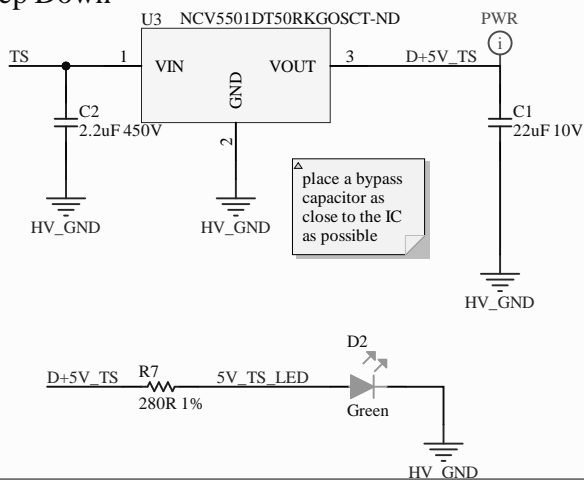 ep Down
U3 NCV5501DT50RKGOSCT-ND
PWR
i
TS 1 VIN VOUT 3 D+5V_TS
GND
2
C2
2.2uF 450V
C1
22uF 10V
place a bypass
capacitor as
close to the IC
as possible
HV_GND
HV_GND
HV_GND
D2
D+5V_TS R7 5V_TS_LED
280R 1%
Green
HV_GND